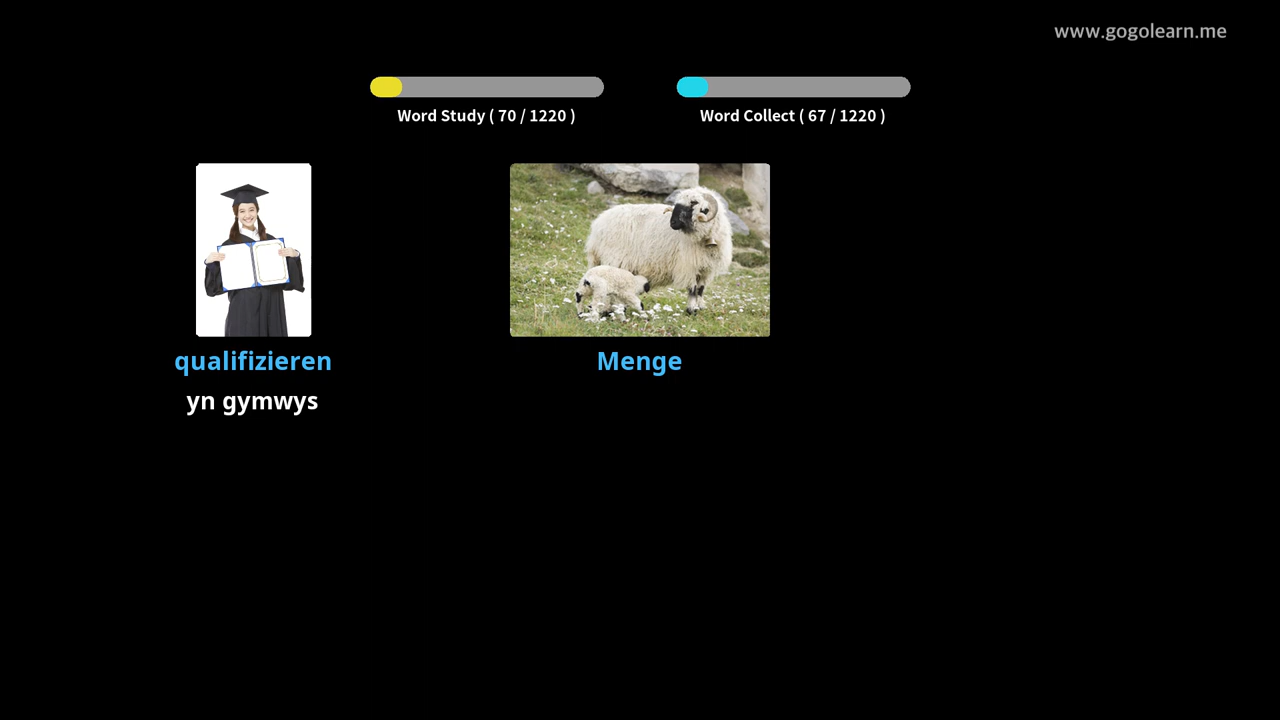 www.gogolearn.me
Word Study ( 70 / 1220 )
Word Collect ( 67 / 1220 )
qualifizieren
Menge
yn gymwys